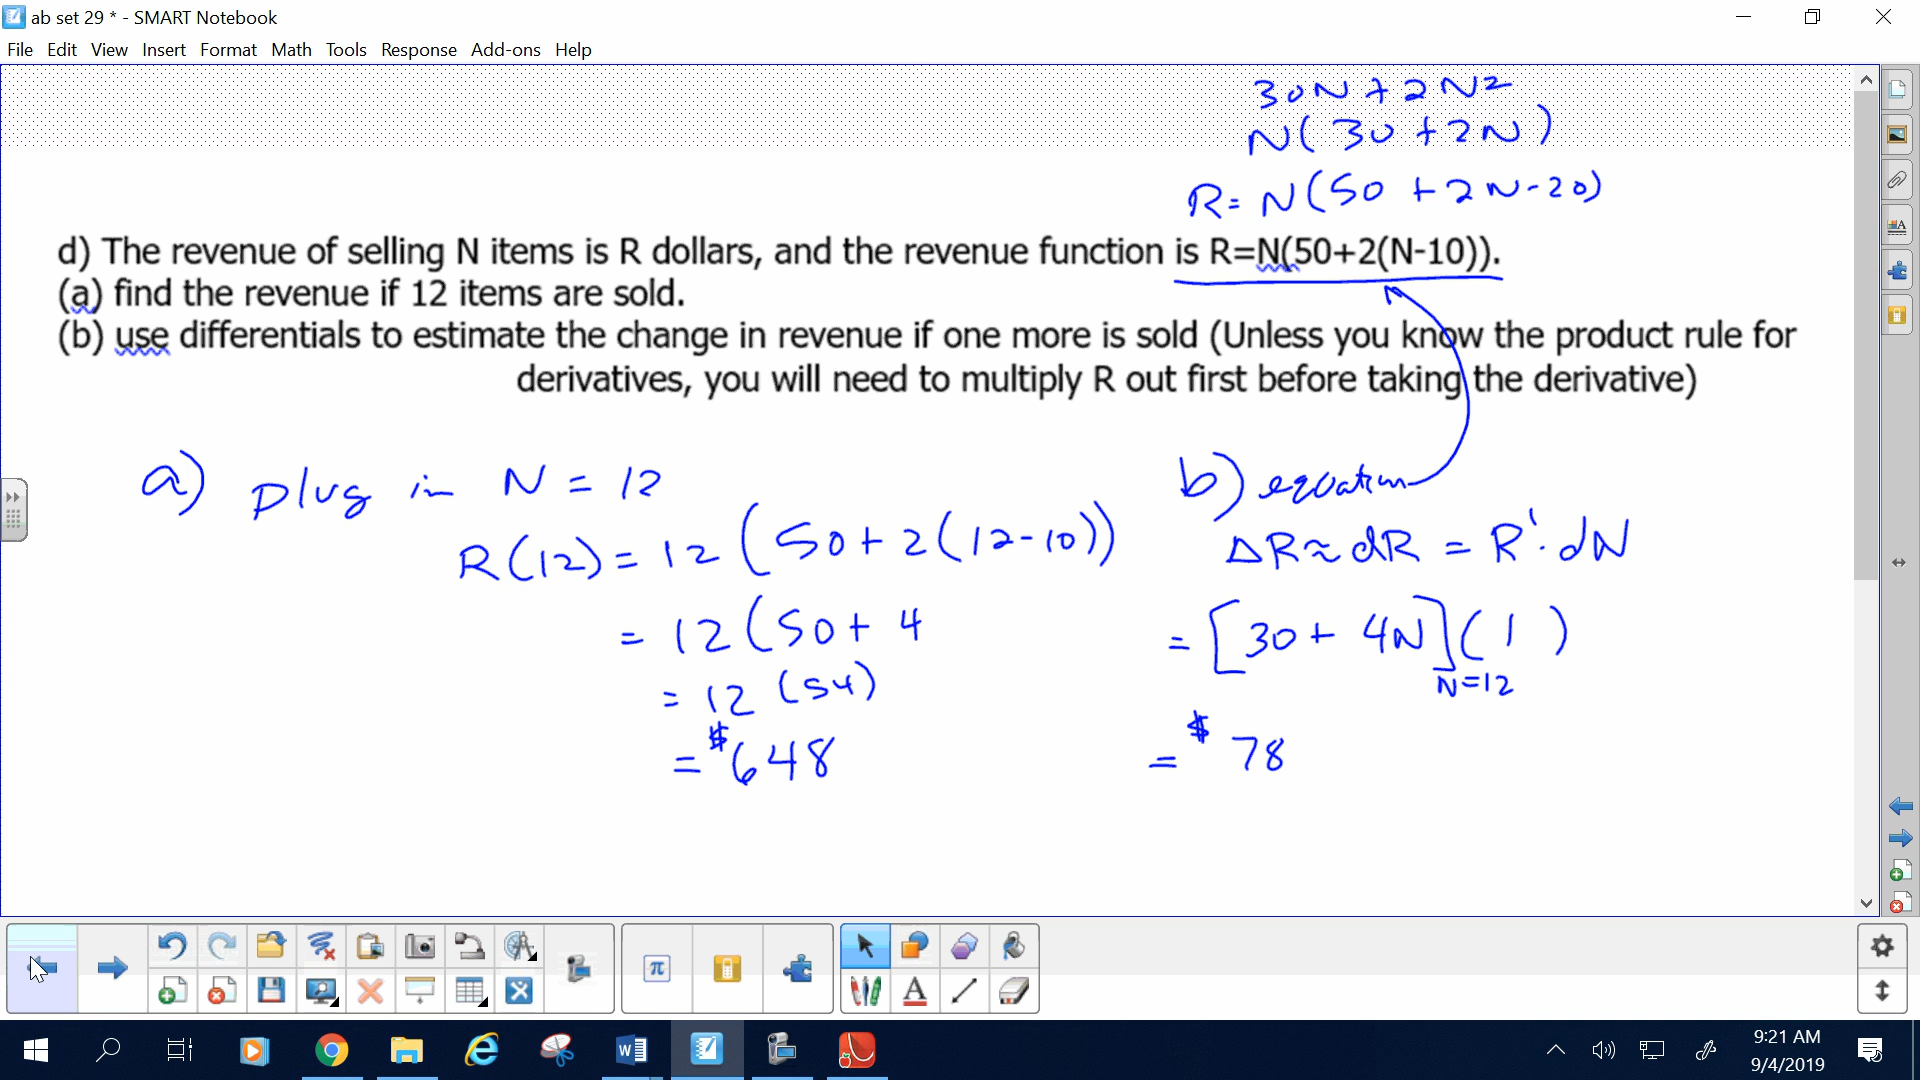 ab set 29 * - SMART Notebook
File Edit View Insert Format Math Tools Response Add-ons Help
30N + 2N2
N(30 + 2N)
R= N(50 + 2N-20)
d) The revenue of selling N items is R dollars, and the revenue function is R=N(50+2(N-10)).
(a) find the revenue if 12 items are sold.
(b) use differentials to estimate the change in revenue if one more is sold (Unless you know the product rule for
derivatives, you will need to multiply R out first before taking the derivative)
a) plug in N = 12
R(12) = 12 (50+ 2(12-10))
= 12 (50+ 4
= 12 (54)
= $648
b) equation
ΔR≈dR = R'·dN
= [30+ 4N](1)
N=12
= $78
π
A
9:21 AM
9/4/2019